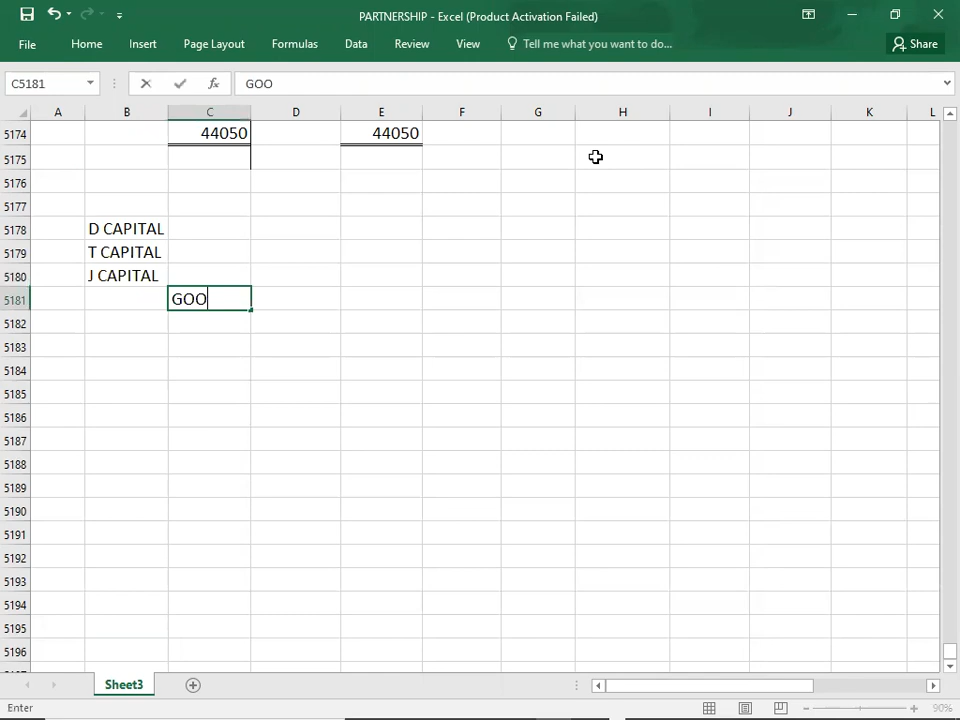 PARTNERSHIP - Excel (Product Activation Failed)
File Home Insert Page Layout Formulas Data Review View Tell me what you want to do... Share
C5181 fx GOO
A B C D E F G H I J K L
5174 44050 44050
5175
5176
5177
5178 D CAPITAL
5179 T CAPITAL
5180 J CAPITAL
5181 GOO
5182
5183
5184
5185
5186
5187
5188
5189
5190
5191
5192
5193
5194
5195
5196
Sheet3
Enter 90%